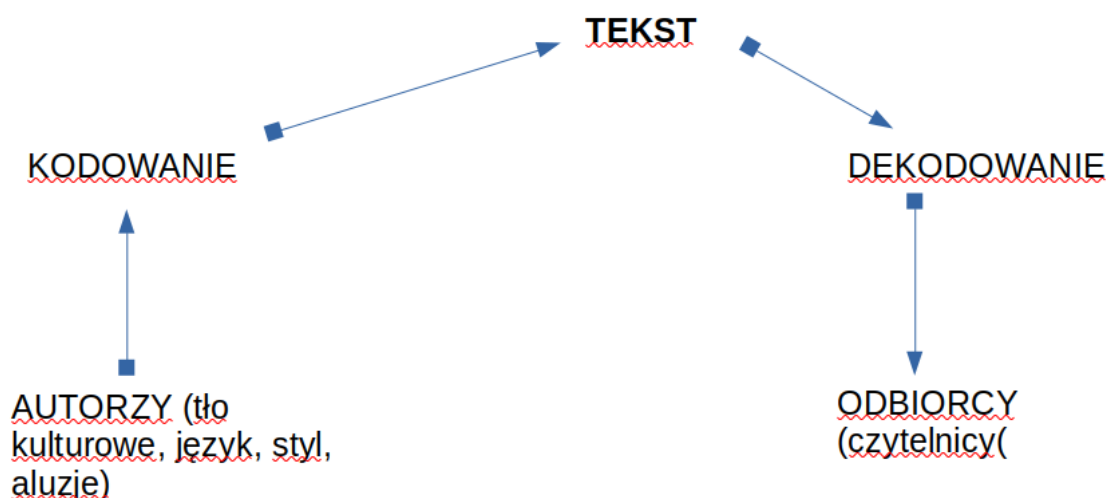 TEKST
KODOWANIE
DEKODOWANIE
AUTORZY (tło
kulturowe, język, styl,
aluzje)
ODBIORCY
(czytelnicy(